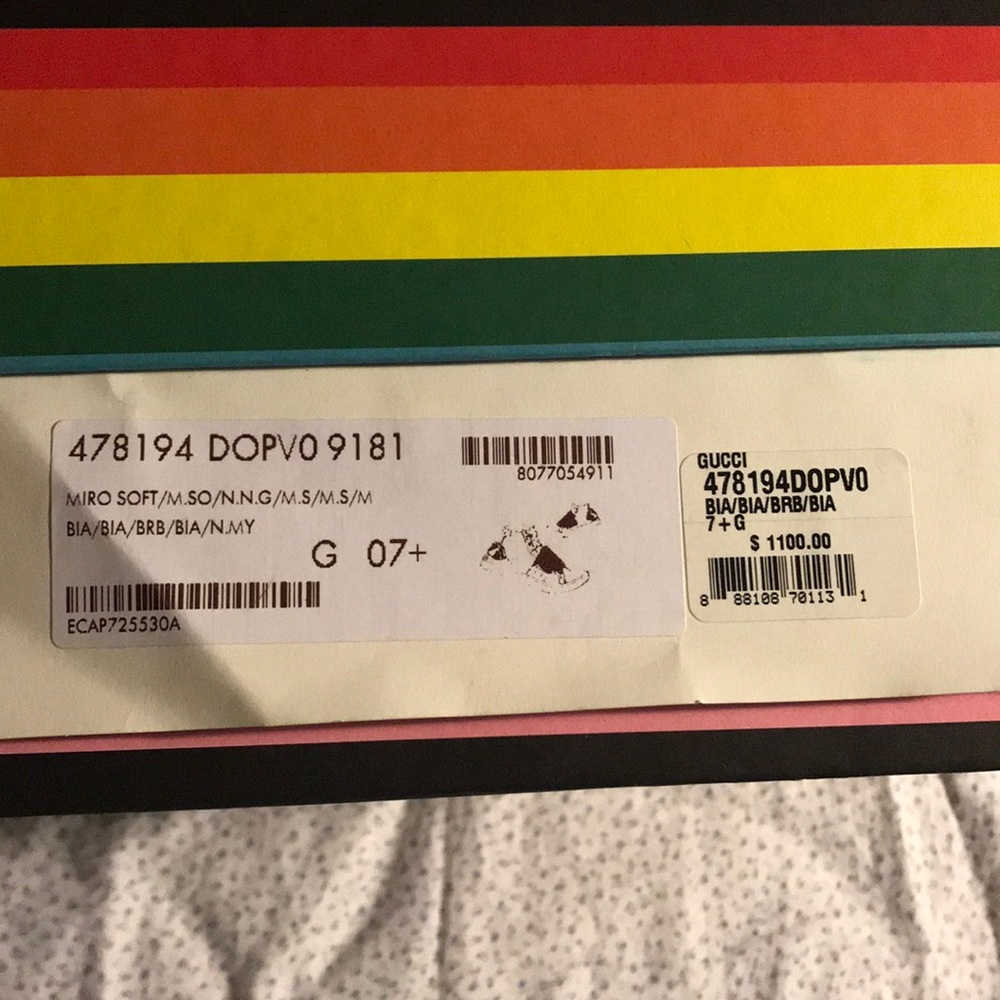 478194 DOPV0 9181
8077054911
MIRO SOFT/M.SO/N.N.G/M.S/M.S/M
BIA/BIA/BRB/BIA/N.MY
G 07+
ECAP725530A
GUCCI
478194DOPV0
BIA/BIA/BRB/BIA
7+G
$ 1100.00
8 88108 70113 1